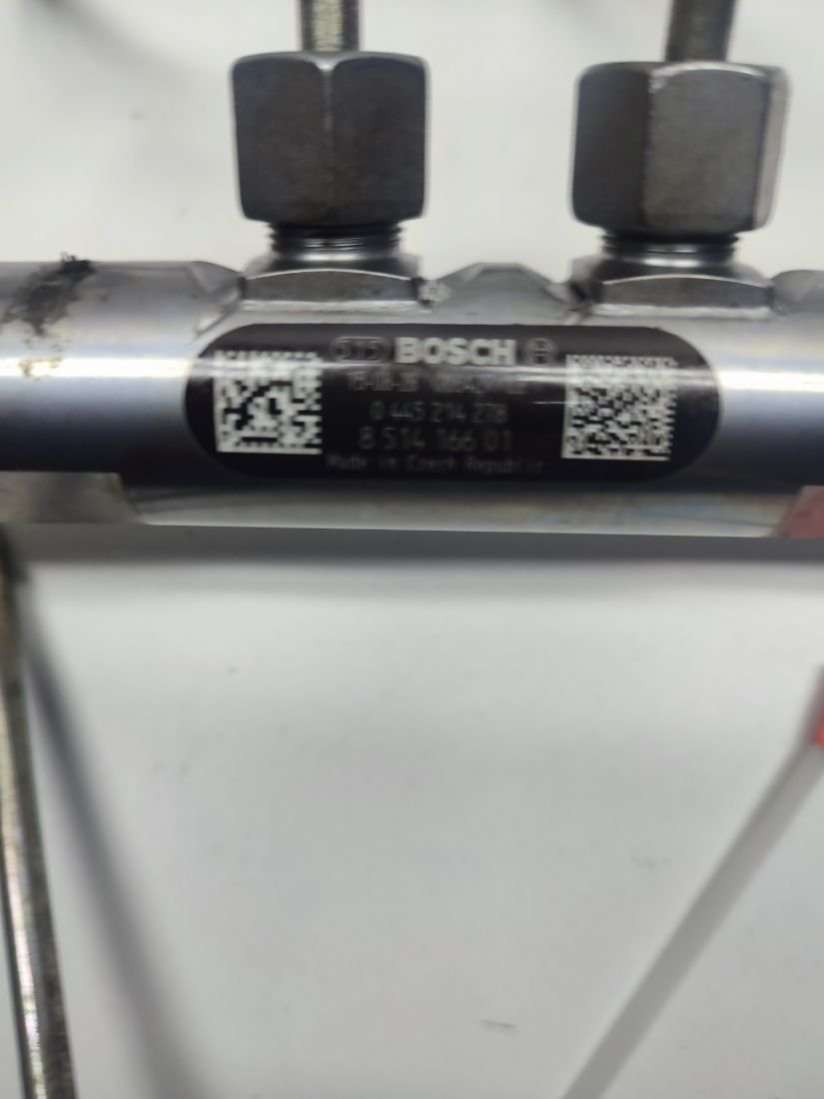 BOSCH
0 445 214 278
8 514 166 01
Made in Czech Republic